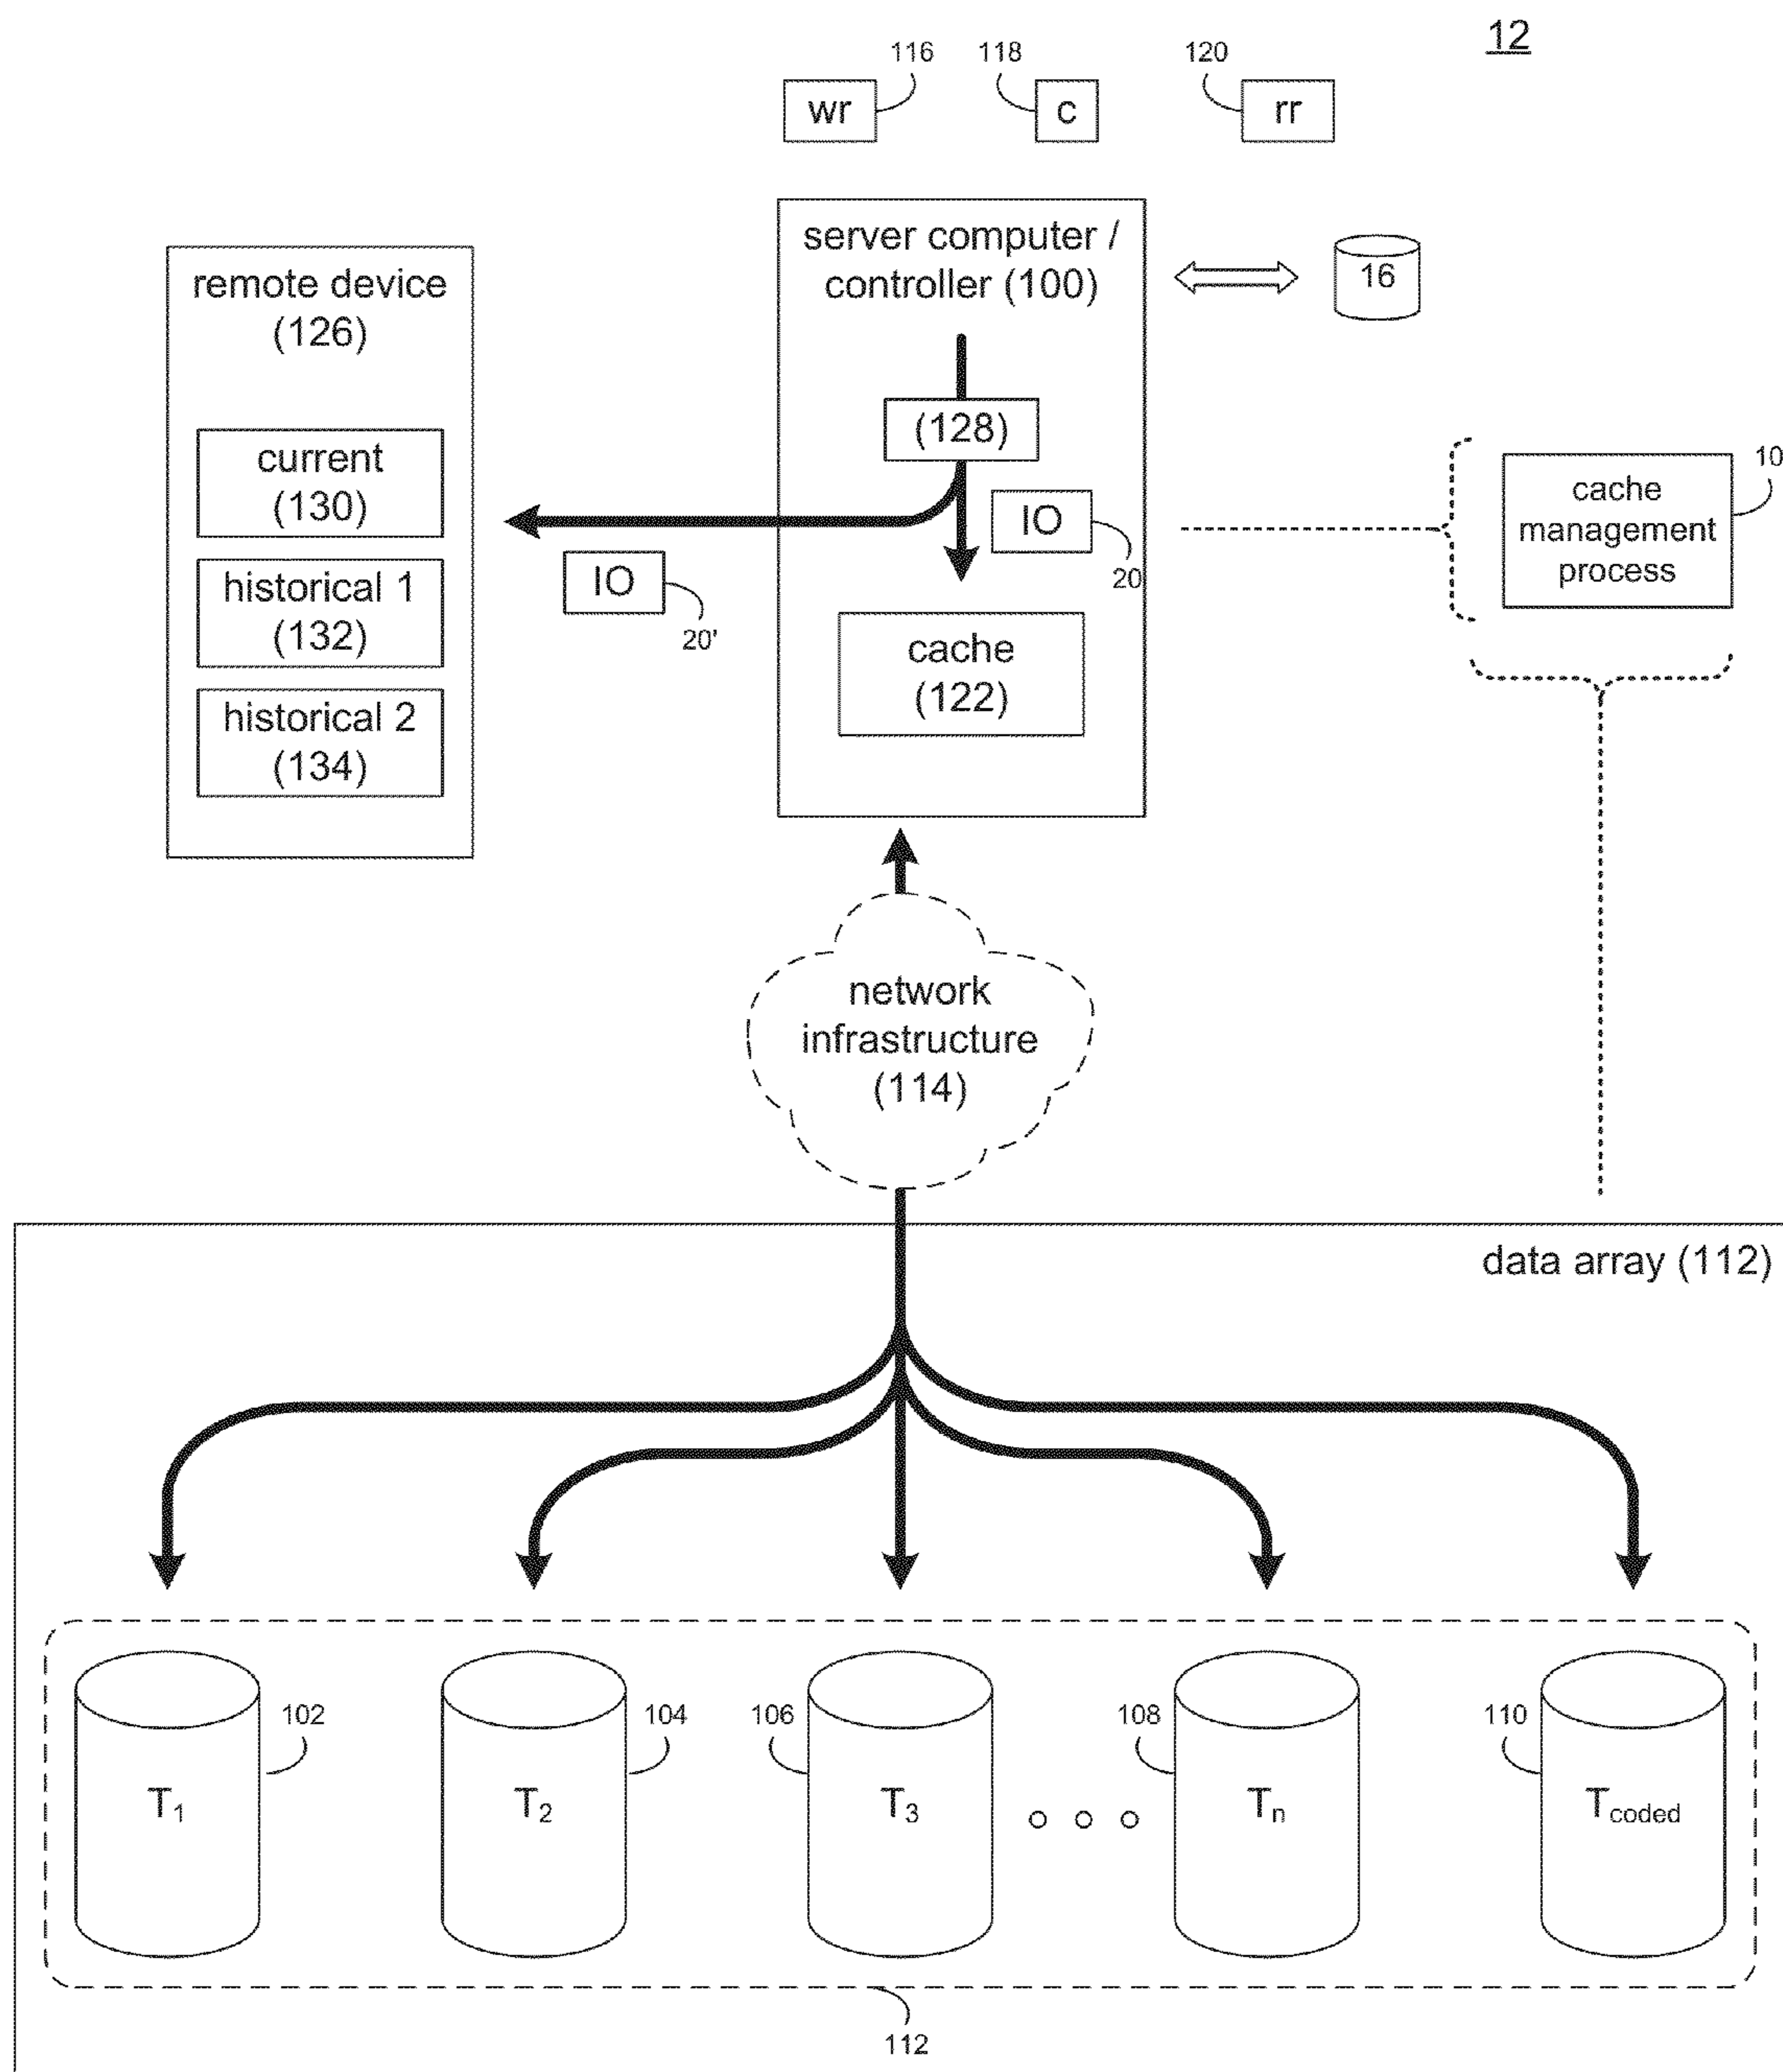 12
116
118
120
wr
c
rr
server computer /
controller (100)
16
remote device
(126)
(128)
current
(130)
IO
20
historical 1
(132)
IO
20'
historical 2
(134)
cache
(122)
10
cache
management
process
network
infrastructure
(114)
data array (112)
102
104
106
108
110
T1
T2
T3
Tn
Tcoded
112